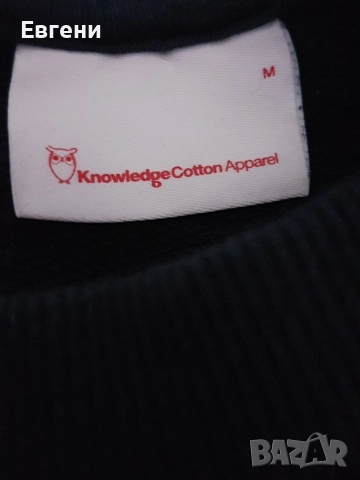 Евгени
M
KnowledgeCotton Apparel
BAZAR